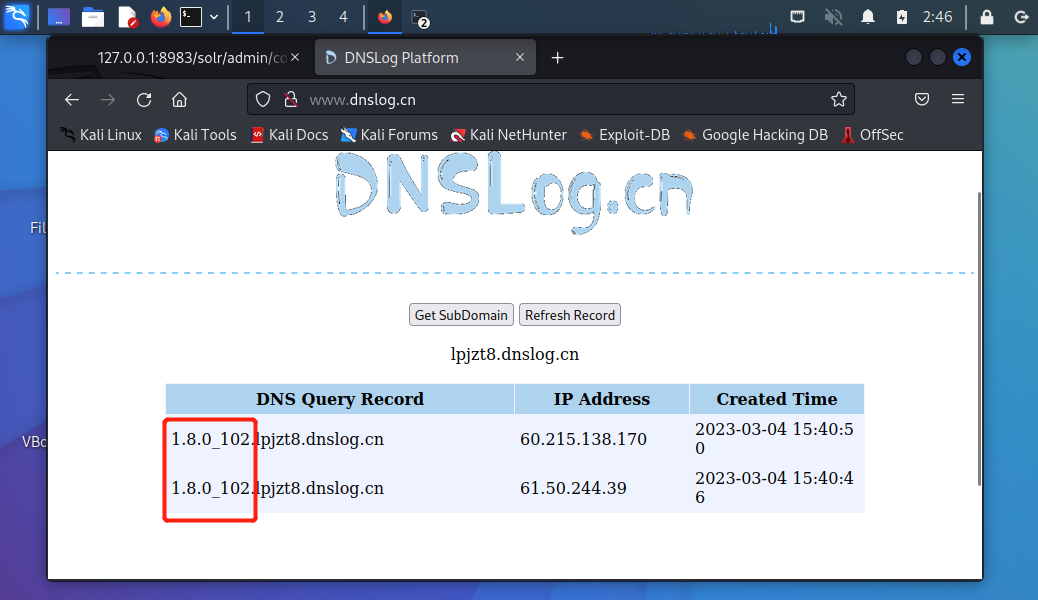 1 2 3 4 2 2:46
127.0.0.1:8983/solr/admin/co DNSLog Platform
www.dnslog.cn
Kali Linux Kali Tools Kali Docs Kali Forums Kali NetHunter Exploit-DB Google Hacking DB OffSec
DNSLog.cn
Fil
Get SubDomain Refresh Record
lpjzt8.dnslog.cn
DNS Query Record IP Address Created Time
1.8.0_102.lpjzt8.dnslog.cn 60.215.138.170 2023-03-04 15:40:5
0
VBo
1.8.0_102.lpjzt8.dnslog.cn 61.50.244.39 2023-03-04 15:40:4
6